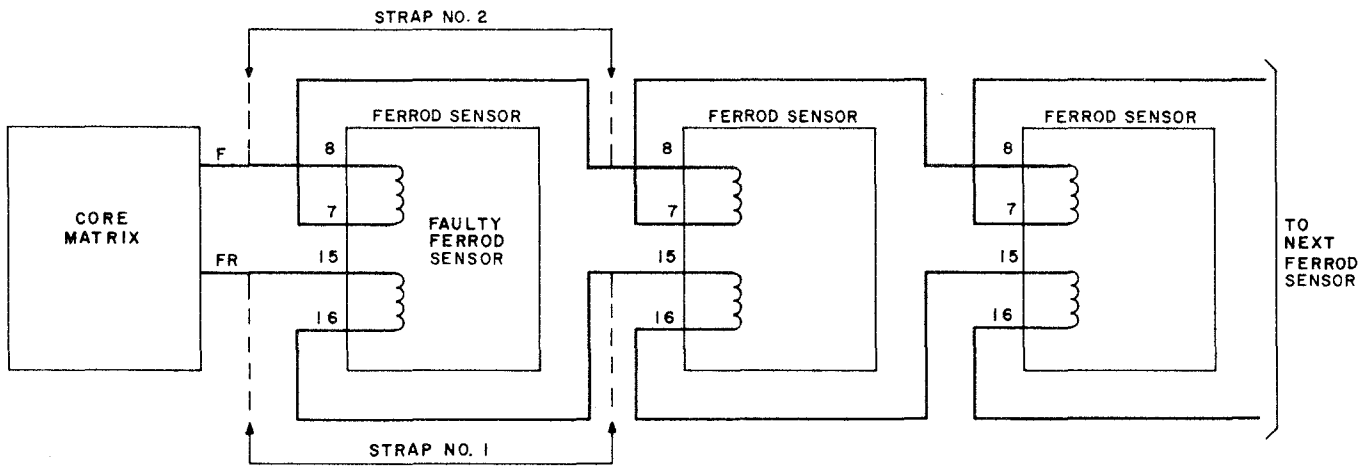 STRAP NO. 2
FERROD SENSOR
FERROD SENSOR
FERROD SENSOR
F
8
8
8
CORE
MATRIX
7
7
7
FAULTY
FERROD
SENSOR
FR
15
15
15
16
16
16
TO
NEXT
FERROD
SENSOR
STRAP NO. 1